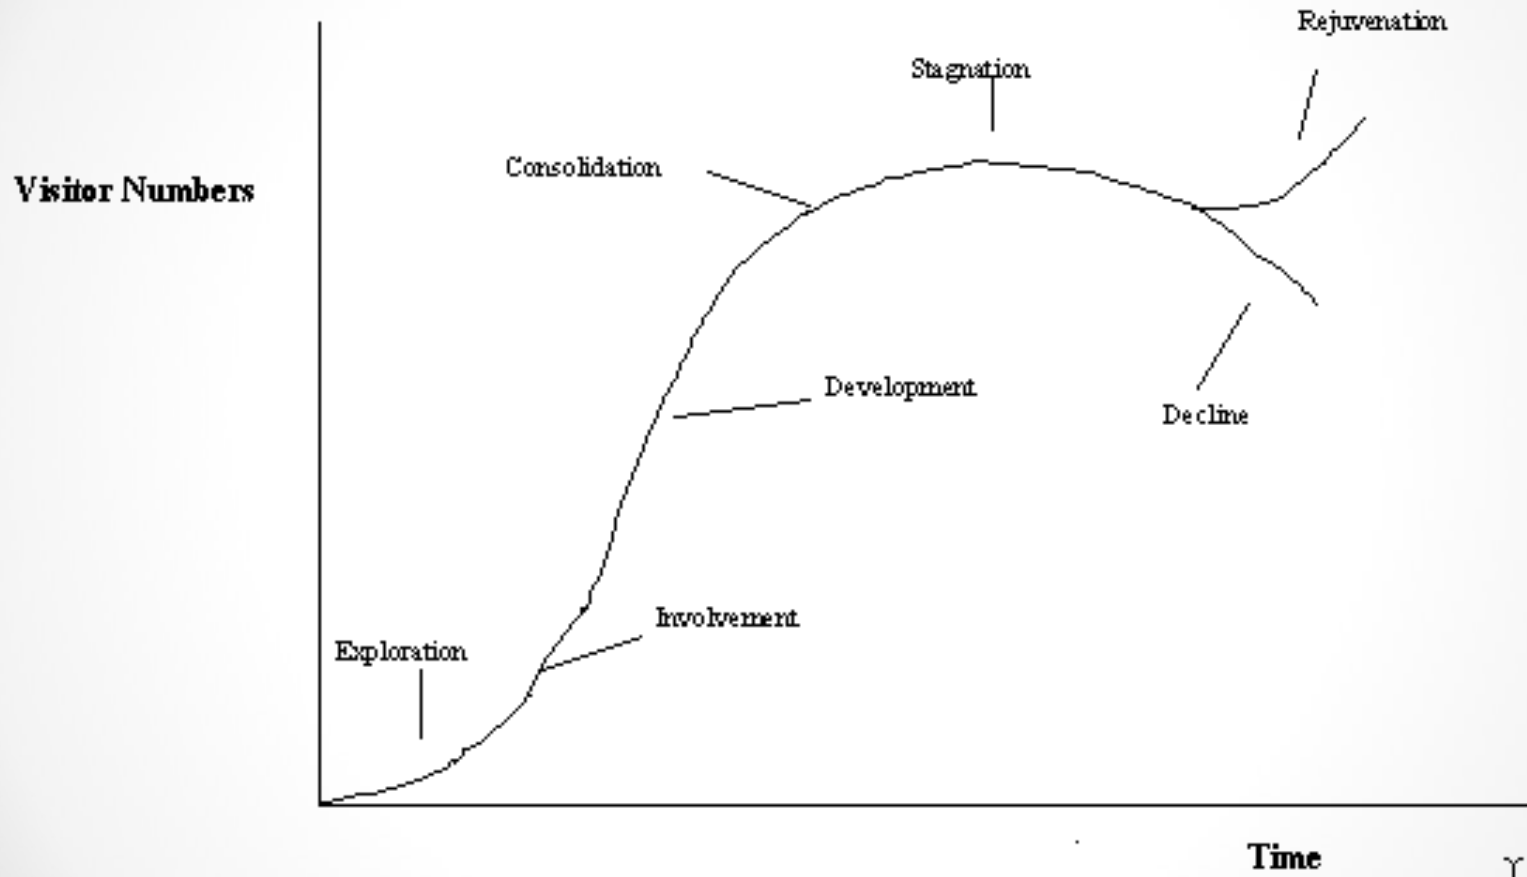 Rejuvenation
Stagnation
Consolidation
Visitor Numbers
Development
Decline
Involvement
Exploration
Time